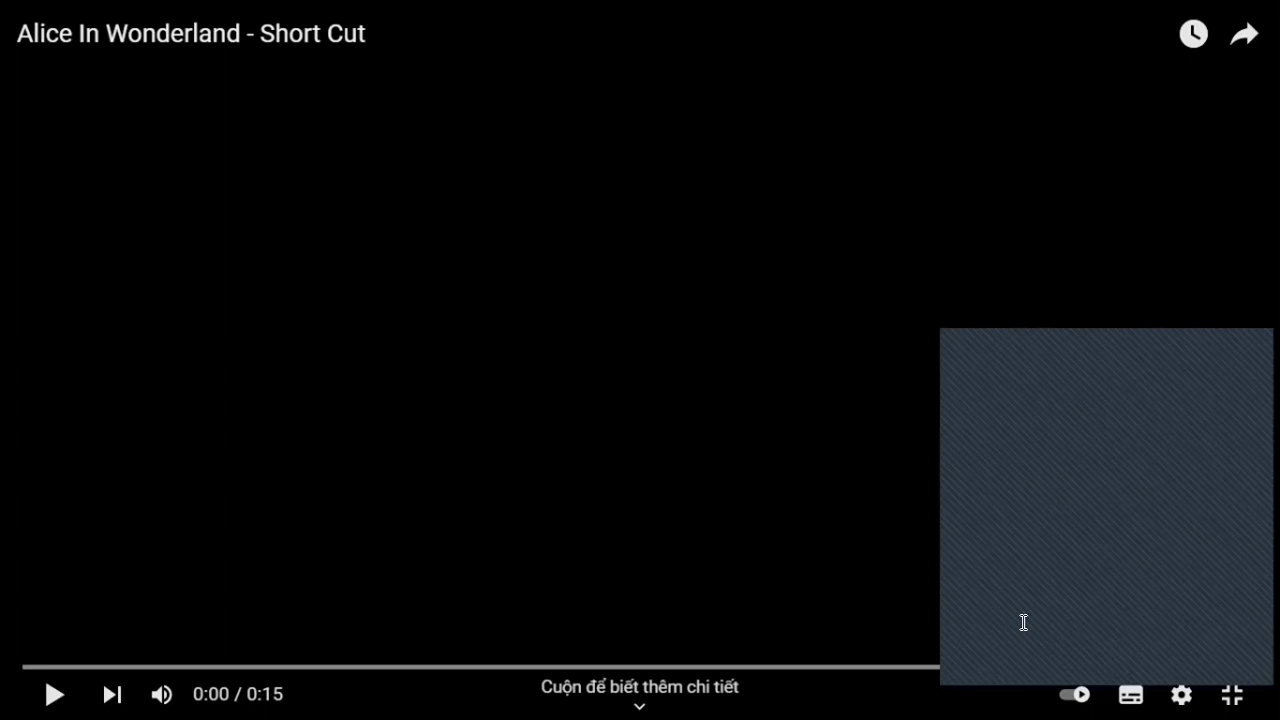 Alice In Wonderland - Short Cut
Cuộn để biết thêm chi tiết
0:00 / 0:15